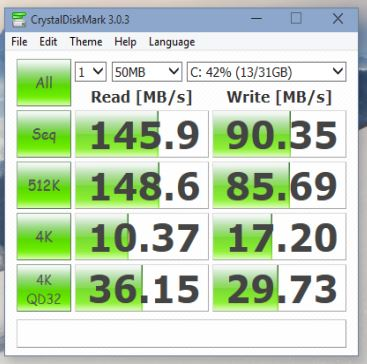 CrystalDiskMark 3.0.3
File Edit Theme Help Language
All 1 50MB C: 42% (13/31GB)
Read [MB/s] Write [MB/s]
Seq 145.9 90.35
512K 148.6 85.69
4K 10.37 17.20
4K
QD32 36.15 29.73